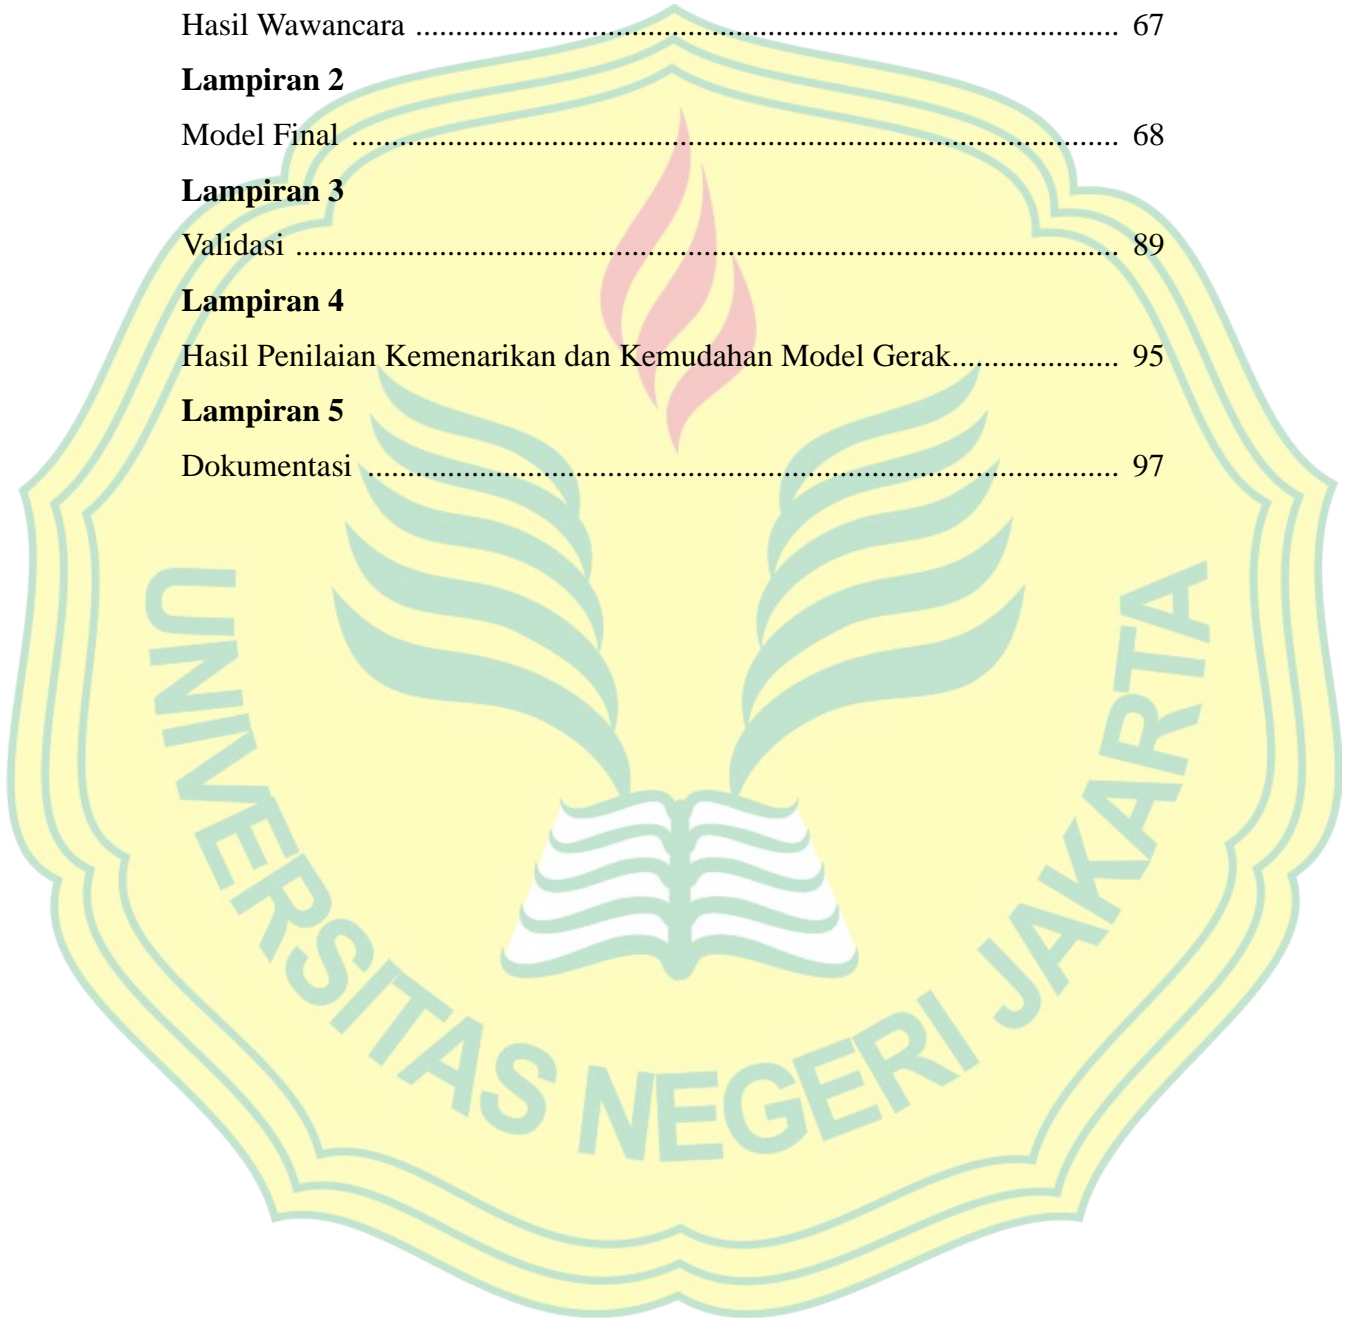 Hasil Wawancara ........................................................................................ 67
Lampiran 2
Model Final ................................................................................................ 68
Lampiran 3
Validasi ....................................................................................................... 89
Lampiran 4
Hasil Penilaian Kemenarikan dan Kemudahan Model Gerak..................... 95
Lampiran 5
Dokumentasi .............................................................................................. 97
UNIVERSITAS NEGERI JAKARTA